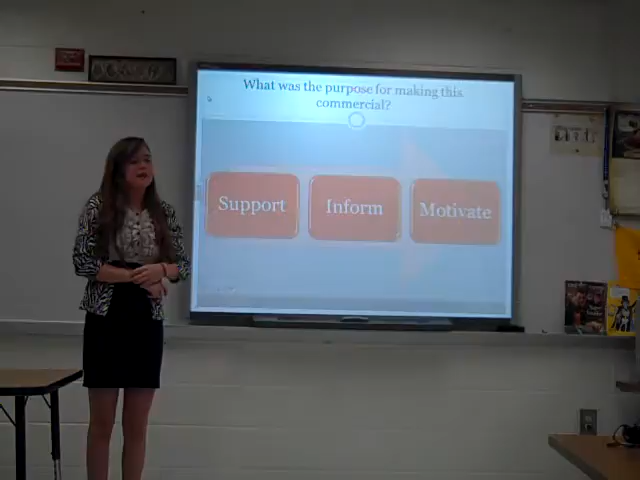 What was the purpose for making this
commercial?
Support
Inform
Motivate